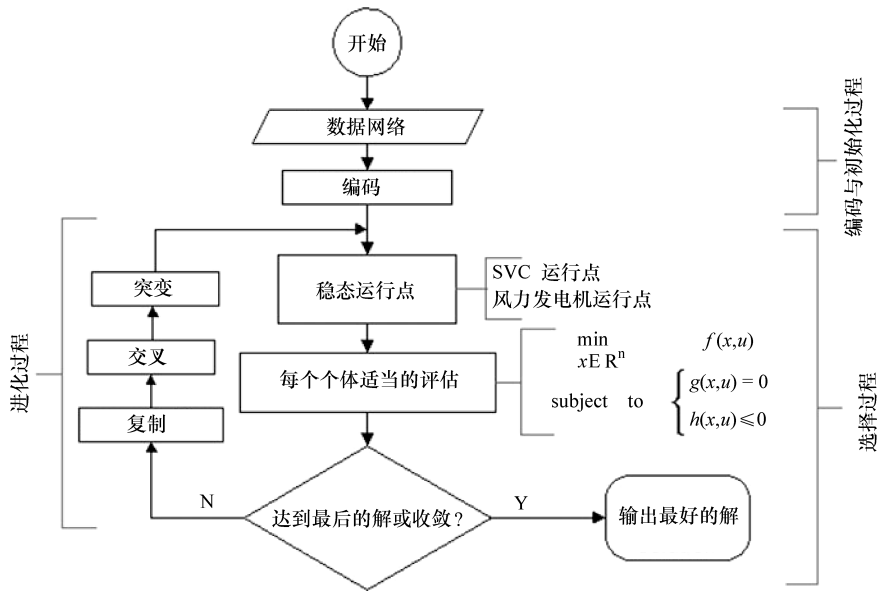 开始
数据网络
编码
编码与初始化过程
稳态运行点
SVC 运行点
风力发电机运行点
突变
交叉
复制
进化过程
每个个体适当的评估
min f(x,u)
xE Rⁿ
subject to
g(x,u) = 0
h(x,u)⩽0
选择过程
达到最后的解或收敛?
N
Y
输出最好的解